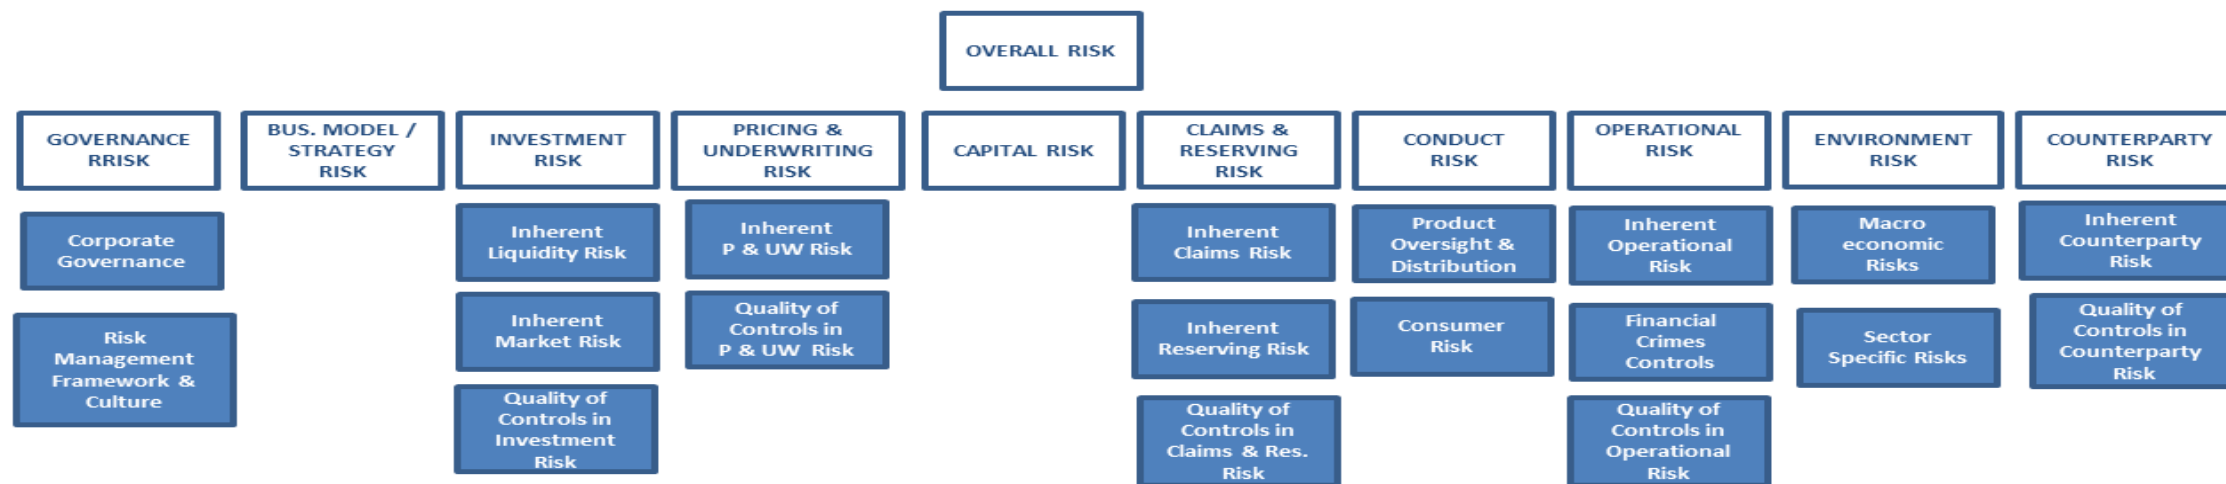 OVERALL RISK
GOVERNANCE
RRISK
BUS. MODEL /
STRATEGY
RISK
INVESTMENT
RISK
PRICING &
UNDERWRITING
RISK
CAPITAL RISK
CLAIMS &
RESERVING
RISK
CONDUCT
RISK
OPERATIONAL
RISK
ENVIRONMENT
RISK
COUNTERPARTY
RISK
Corporate
Governance
Risk
Management
Framework &
Culture
Inherent
Liquidity Risk
Inherent
Market Risk
Quality of
Controls in
Investment
Risk
Inherent
P & UW Risk
Quality of
Controls in
P & UW Risk
Inherent
Claims Risk
Inherent
Reserving Risk
Quality of
Controls in
Claims & Res.
Risk
Product
Oversight &
Distribution
Consumer
Risk
Inherent
Operational
Risk
Financial
Crimes
Controls
Quality of
Controls in
Operational
Risk
Macro
economic
Risks
Sector
Specific Risks
Inherent
Counterparty
Risk
Quality of
Controls in
Counterparty
Risk